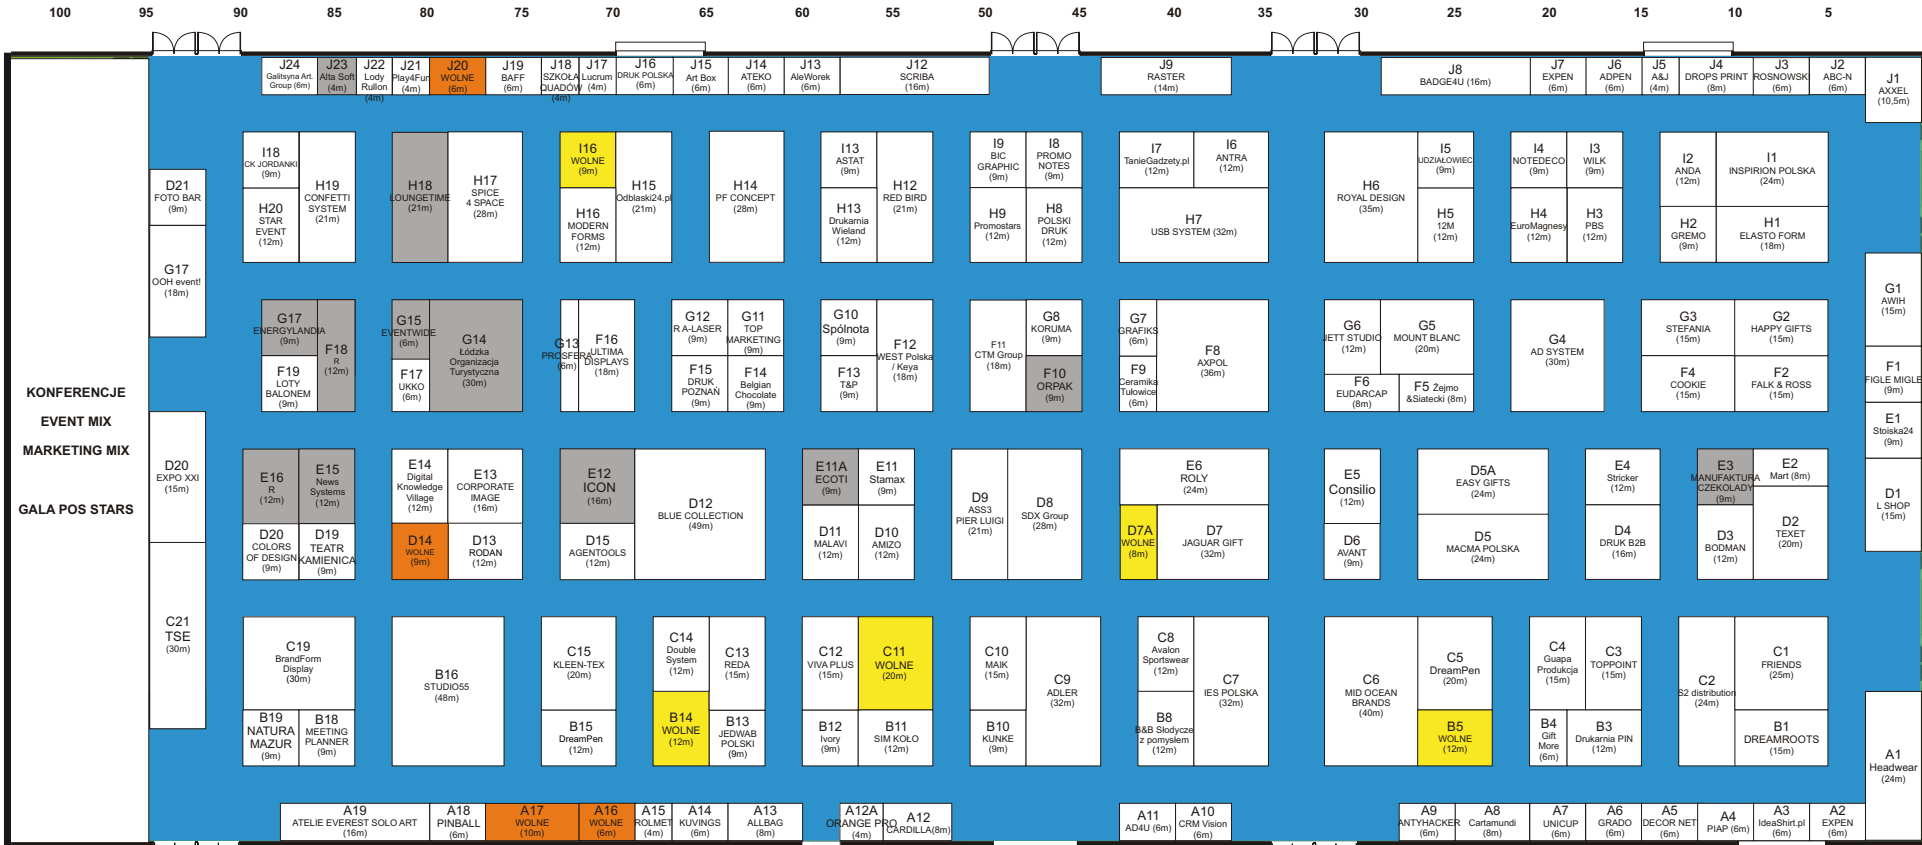 100 95 90 85 80 75 70 65 60 50 45 40 35 30 25 20 15 10 5
J24
Galitsyna Art.
Group (6m)
J23
Alta Soft
(4m)
J22
Lody
Rullon
(4m)
J21
Play4Fun
(4m)
J20
WOLNE
(6m)
J19
BAFF
(6m)
J18
SZKOŁA
QUADÓW
(4m)
J17
Lucrum
(4m)
J16
DRUK POLSKA
(6m)
J15
Art Box
(6m)
J14
ATEKO
(6m)
J13
AleWorek
(6m)
J12
SCRIBA
(16m)
J9
RASTER
(14m)
J8
BADGE4U (16m)
J7
EXPEN
(6m)
J6
ADPEN
(6m)
J5
A&J
(4m)
J4
DROPS PRINT
(8m)
J3
ROSNOWSKI
(6m)
J2
ABC-N
(6m)
J1
AXXEL
(10,5m)
D21
FOTO BAR
(9m)
G17
OOH event!
(18m)
I18
CK JORDANKI
(9m)
H20
STAR
EVENT
(12m)
H19
CONFETTI
SYSTEM
(21m)
H18
LOUNGETIME
(21m)
H17
SPICE
4 SPACE
(28m)
I16
WOLNE
(9m)
H16
MODERN
FORMS
(12m)
H15
Odblaski24.pl
(21m)
H14
PF CONCEPT
(28m)
I13
ASTAT
(9m)
H13
Drukarnia
Wieland
(12m)
H12
RED BIRD
(21m)
I9
BIC
GRAPHIC
(9m)
I8
PROMO
NOTES
(9m)
H9
Promostars
(12m)
H8
POLSKI
DRUK
(12m)
I7
TanieGadzety.pl
(12m)
I6
ANTRA
(12m)
H7
USB SYSTEM (32m)
H6
ROYAL DESIGN
(35m)
I5
UDZIAŁOWIEC
(9m)
H5
12M
(12m)
I4
NOTEDECO
(9m)
I3
WILK
(9m)
H4
EuroMagnesy
(12m)
H3
PBS
(12m)
I2
ANDA
(12m)
I1
INSPIRION POLSKA
(24m)
H2
GREMO
(9m)
H1
ELASTO FORM
(18m)
G1
AWIH
(15m)
F1
FIGLE MIGLE
(9m)
E1
Stoiska24
(9m)
D1
L SHOP
(15m)
G17
ENERGYLANDIA
(9m)
F18
R
(12m)
F19
LOTY
BALONEM
(9m)
G15
EVENTWIDE
(6m)
F17
UKKO
(6m)
G14
Łódzka
Organizacja
Turystyczna
(30m)
G13
PROSFERA
(6m)
F16
ULTIMA
DISPLAYS
(18m)
G12
R A-LASER
(9m)
G11
TOP
MARKETING
(9m)
F15
DRUK
POZNAŃ
(9m)
F14
Belgian
Chocolate
(9m)
G10
Spólnota
(9m)
F13
T&P
(9m)
F12
WEST Polska
/ Keya
(18m)
F11
CTM Group
(18m)
G8
KORUMA
(9m)
F10
ORPAK
(9m)
G7
GRAFIKS
(6m)
F9
Ceramika
Tułowice
(6m)
F8
AXPOL
(36m)
G6
JETT STUDIO
(12m)
G5
MOUNT BLANC
(20m)
F6
EUDARCAP
(8m)
F5 Żejmo
&Siatecki (8m)
G4
AD SYSTEM
(30m)
G3
STEFANIA
(15m)
G2
HAPPY GIFTS
(15m)
F4
COOKIE
(15m)
F2
FALK & ROSS
(15m)
KONFERENCJE
EVENT MIX
MARKETING MIX
GALA POS STARS
D20
EXPO XXI
(15m)
C21
TSE
(30m)
E16
R
(12m)
E15
News
Systems
(12m)
D20
COLORS
OF DESIGN
(9m)
D19
TEATR
KAMIENICA
(9m)
E14
Digital
Knowledge
Village
(12m)
E13
CORPORATE
IMAGE
(16m)
D14
WOLNE
(9m)
D13
RODAN
(12m)
E12
ICON
(16m)
D15
AGENTOOLS
(12m)
D12
BLUE COLLECTION
(49m)
E11A
ECOTI
(9m)
E11
Stamax
(9m)
D11
MALAVI
(12m)
D10
AMIZO
(12m)
D9
ASS3
PIER LUIGI
(21m)
D8
SDX Group
(28m)
E6
ROLY
(24m)
D7A
WOLNE
(8m)
D7
JAGUAR GIFT
(32m)
E5
Consilio
(12m)
D6
AVANT
(9m)
D5A
EASY GIFTS
(24m)
D5
MACMA POLSKA
(24m)
E4
Stricker
(12m)
D4
DRUK B2B
(16m)
E3
MANUFAKTURA
CZEKOLADY
(9m)
E2
Mart (8m)
D3
BODMAN
(12m)
D2
TEXET
(20m)
C19
BrandForm
Display
(30m)
B19
NATURA
MAZUR
(9m)
B18
MEETING
PLANNER
(9m)
B16
STUDIO55
(48m)
C15
KLEEN-TEX
(20m)
B15
DreamPen
(12m)
C14
Double
System
(12m)
C13
REDA
(15m)
B14
WOLNE
(12m)
B13
JEDWAB
POLSKI
(9m)
C12
VIVA PLUS
(15m)
C11
WOLNE
(20m)
B12
Ivory
(9m)
B11
SIM KOŁO
(12m)
C10
MAIK
(15m)
B10
KUNKE
(9m)
C9
ADLER
(32m)
C8
Avalon
Sportswear
(12m)
B8
B&B Słodycze
z pomysłem
(12m)
C7
IES POLSKA
(32m)
C6
MID OCEAN
BRANDS
(40m)
C5
DreamPen
(20m)
B5
WOLNE
(12m)
C4
Guapa
Produkcja
(15m)
C3
TOPPOINT
(15m)
B4
Gift
More
(6m)
B3
Drukarnia PIN
(12m)
C2
S2 distribution
(24m)
C1
FRIENDS
(25m)
B1
DREAMROOTS
(15m)
A1
Headwear
(24m)
A19
ATELIE EVEREST SOLO ART
(16m)
A18
PINBALL
(6m)
A17
WOLNE
(10m)
A16
WOLNE
(6m)
A15
ROLMET
(4m)
A14
KUVINGS
(6m)
A13
ALLBAG
(8m)
A12A
ORANGE PRO
(4m)
A12
CARDILLA(8m)
A11
AD4U (6m)
A10
CRM Vision
(6m)
A9
ANTYHACKER
(6m)
A8
Cartamundi
(8m)
A7
UNICUP
(6m)
A6
GRADO
(6m)
A5
DECOR NET
(6m)
A4
PIAP (6m)
A3
IdeaShirt.pl
(6m)
A2
EXPEN
(6m)